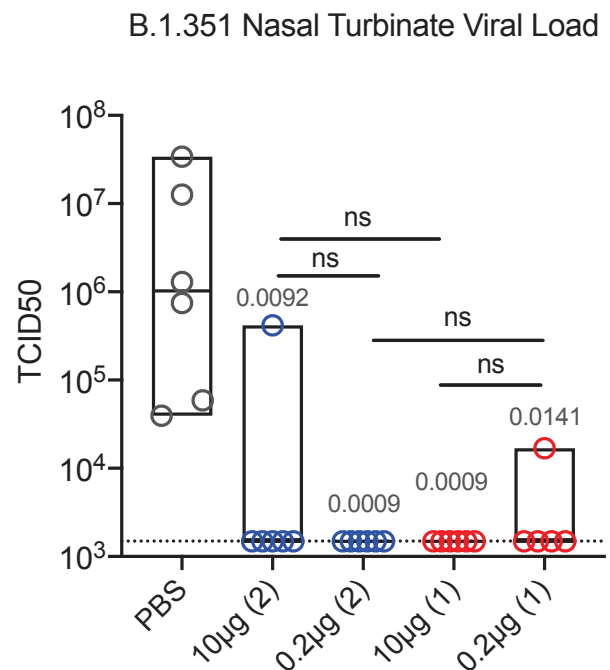 B.1.351 Nasal Turbinate Viral Load
TCID50
10⁸
10⁷
10⁶
10⁵
10⁴
10³
ns
ns
0.0092
ns
ns
0.0141
0.0009
0.0009
PBS
10µg (2)
0.2µg (2)
10µg (1)
0.2µg (1)